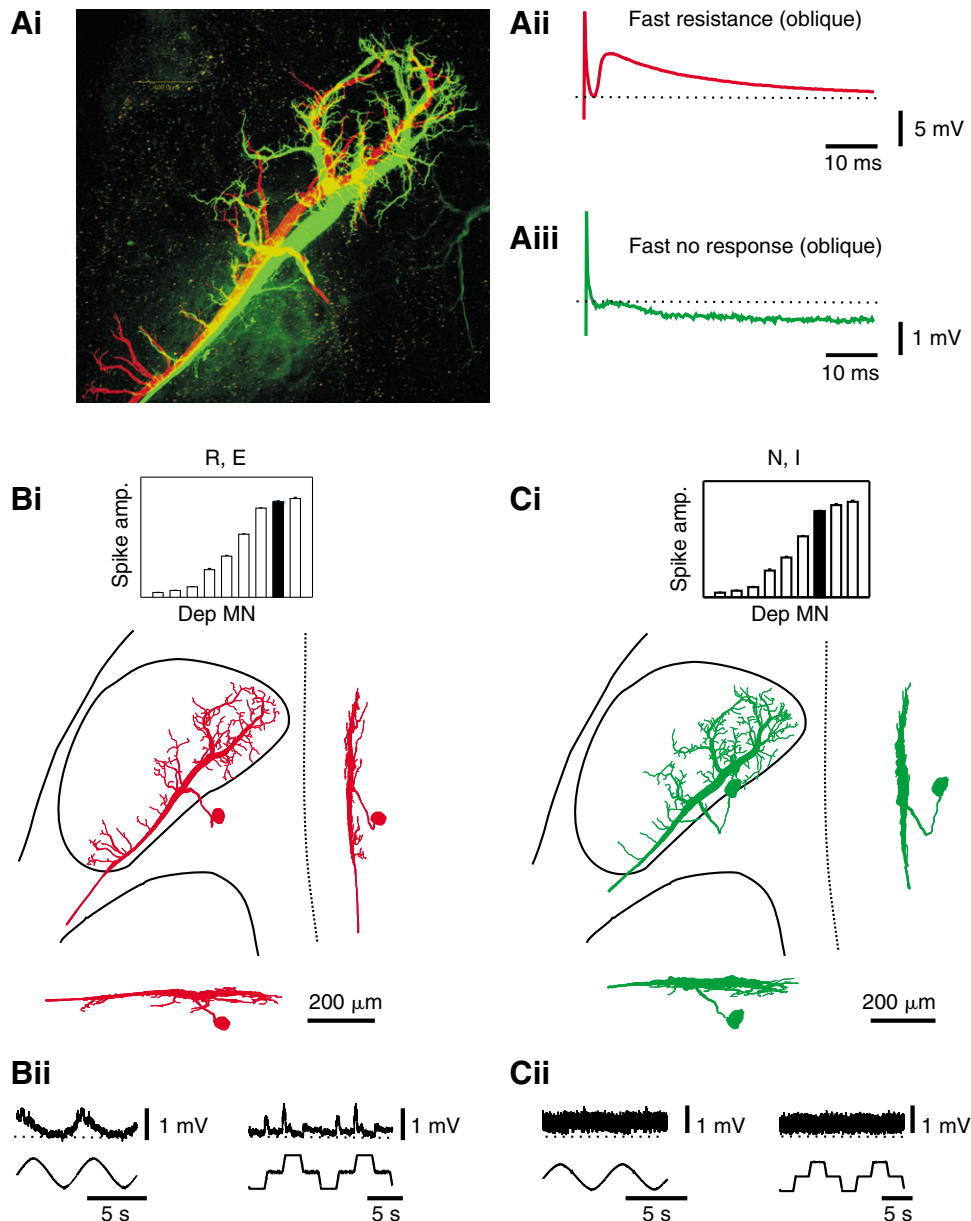 Ai
Aii
Fast resistance (oblique)
5 mV
10 ms
Aiii
Fast no response (oblique)
1 mV
10 ms
Bi
R, E
Spike amp.
Dep MN
200 μm
Ci
N, I
Spike amp.
Dep MN
200 μm
Bii
1 mV
1 mV
5 s
5 s
Cii
1 mV
1 mV
5 s
5 s